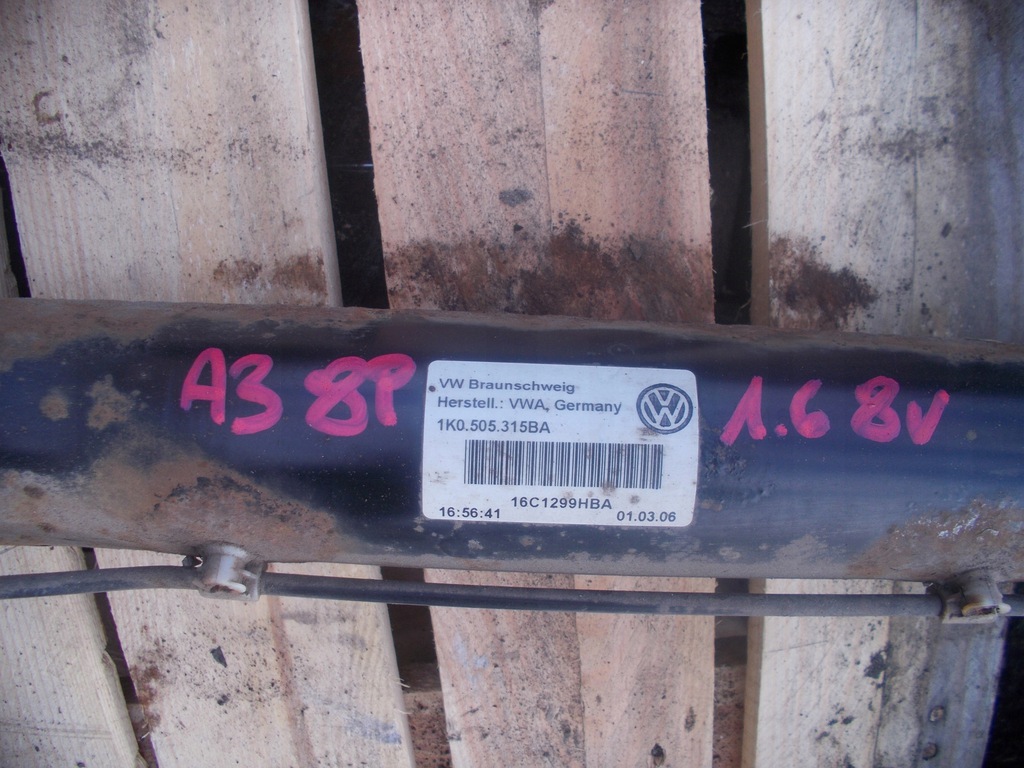 A3 8P
VW Braunschweig
Herstell.: VWA, Germany
1K0.505.315BA
16C1299HBA
16:56:41 01.03.06
1.6 8v